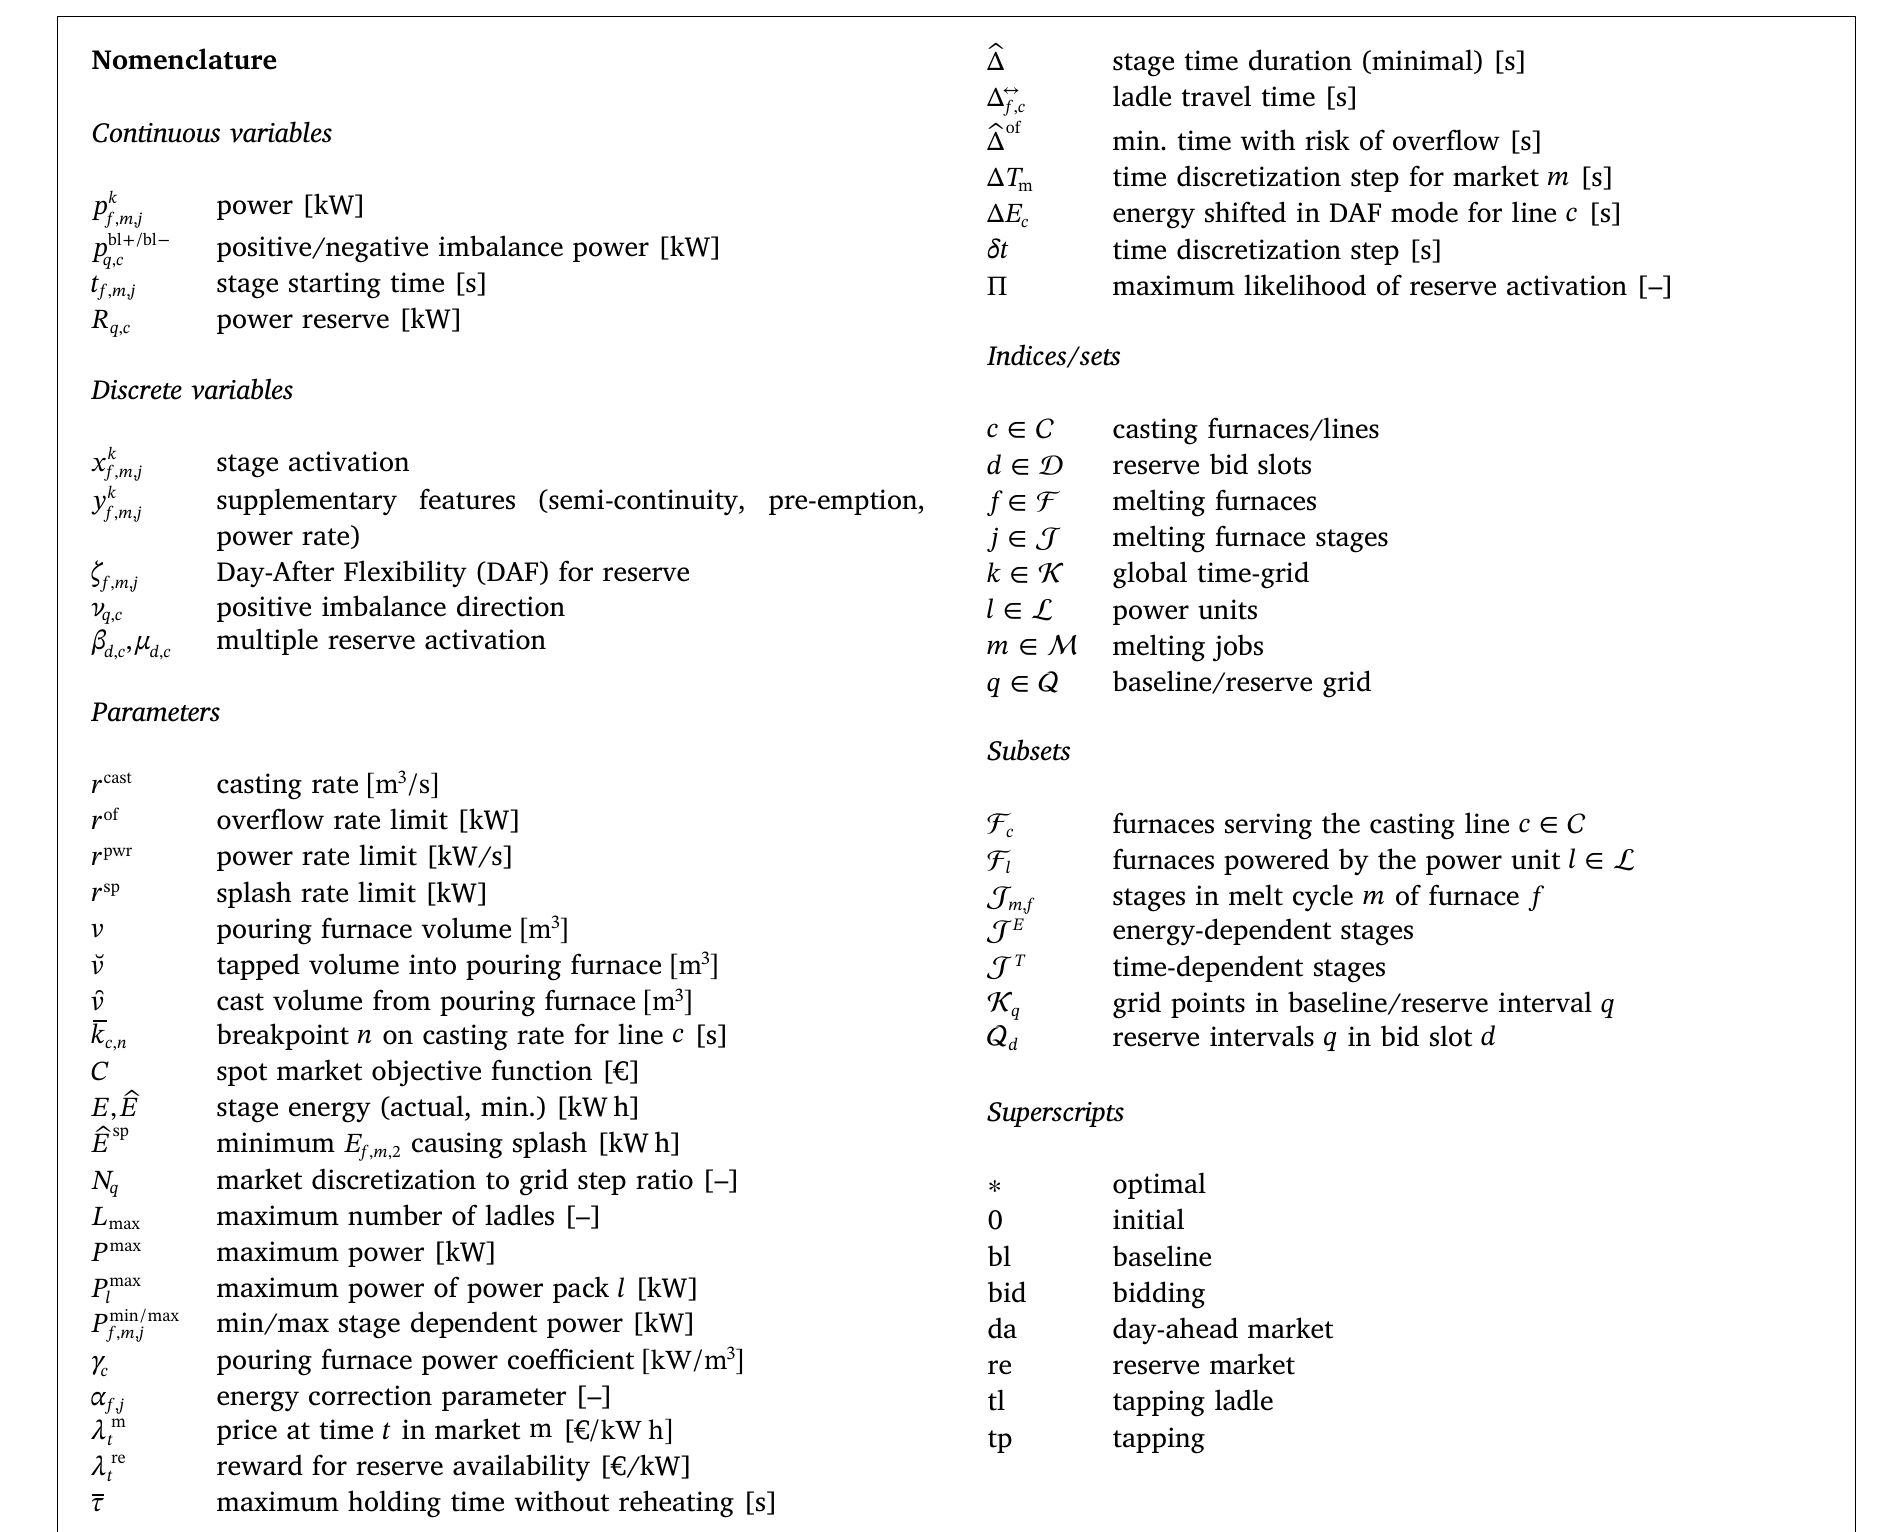 Nomenclature
Continuous variables
$p^k_{f,m,j}$ power [kW]
$p^{\text{bl+/bl−}}_{q,c}$ positive/negative imbalance power [kW]
$t_{f,m,j}$ stage starting time [s]
$R_{q,c}$ power reserve [kW]
Discrete variables
$x^k_{f,m,j}$ stage activation
$y^k_{f,m,j}$ supplementary features (semi-continuity, pre-emption,
power rate)
$\zeta_{f,m,j}$ Day-After Flexibility (DAF) for reserve
$\nu_{q,c}$ positive imbalance direction
$\beta_{d,c}, \mu_{d,c}$ multiple reserve activation
Parameters
$r^{\text{cast}}$ casting rate [m$^3$/s]
$r^{\text{of}}$ overflow rate limit [kW]
$r^{\text{pwr}}$ power rate limit [kW/s]
$r^{\text{sp}}$ splash rate limit [kW]
$v$ pouring furnace volume [m$^3$]
$\breve{v}$ tapped volume into pouring furnace [m$^3$]
$\hat{v}$ cast volume from pouring furnace [m$^3$]
$\overline{k}_{c,n}$ breakpoint $n$ on casting rate for line $c$ [s]
$C$ spot market objective function [€]
$E, \widehat{E}$ stage energy (actual, min.) [kW h]
$\widehat{E}^{\text{sp}}$ minimum $E_{f,m,2}$ causing splash [kW h]
$N_q$ market discretization to grid step ratio [–]
$L_{\max}$ maximum number of ladles [–]
$P^{\max}$ maximum power [kW]
$P^{\max}_l$ maximum power of power pack $l$ [kW]
$P^{\min/\max}_{f,m,j}$ min/max stage dependent power [kW]
$\gamma_c$ pouring furnace power coefficient [kW/m$^3$]
$\alpha_{f,j}$ energy correction parameter [–]
$\lambda^{\text{m}}_t$ price at time $t$ in market m [€/kW h]
$\lambda^{\text{re}}_t$ reward for reserve availability [€/kW]
$\overline{\tau}$ maximum holding time without reheating [s]
$\widehat{\Delta}$ stage time duration (minimal) [s]
$\Delta^{\leftrightarrow}_{f,c}$ ladle travel time [s]
$\widehat{\Delta}^{\text{of}}$ min. time with risk of overflow [s]
$\Delta T_{\text{m}}$ time discretization step for market $m$ [s]
$\Delta E_c$ energy shifted in DAF mode for line $c$ [s]
$\delta t$ time discretization step [s]
$\Pi$ maximum likelihood of reserve activation [–]
Indices/sets
$c \in \mathcal{C}$ casting furnaces/lines
$d \in \mathcal{D}$ reserve bid slots
$f \in \mathcal{F}$ melting furnaces
$j \in \mathcal{J}$ melting furnace stages
$k \in \mathcal{K}$ global time-grid
$l \in \mathcal{L}$ power units
$m \in \mathcal{M}$ melting jobs
$q \in \mathcal{Q}$ baseline/reserve grid
Subsets
$\mathcal{F}_c$ furnaces serving the casting line $c \in \mathcal{C}$
$\mathcal{F}_l$ furnaces powered by the power unit $l \in \mathcal{L}$
$\mathcal{J}_{m,f}$ stages in melt cycle $m$ of furnace $f$
$\mathcal{J}^E$ energy-dependent stages
$\mathcal{J}^T$ time-dependent stages
$\mathcal{K}_q$ grid points in baseline/reserve interval $q$
$\mathcal{Q}_d$ reserve intervals $q$ in bid slot $d$
Superscripts
∗ optimal
0 initial
bl baseline
bid bidding
da day-ahead market
re reserve market
tl tapping ladle
tp tapping